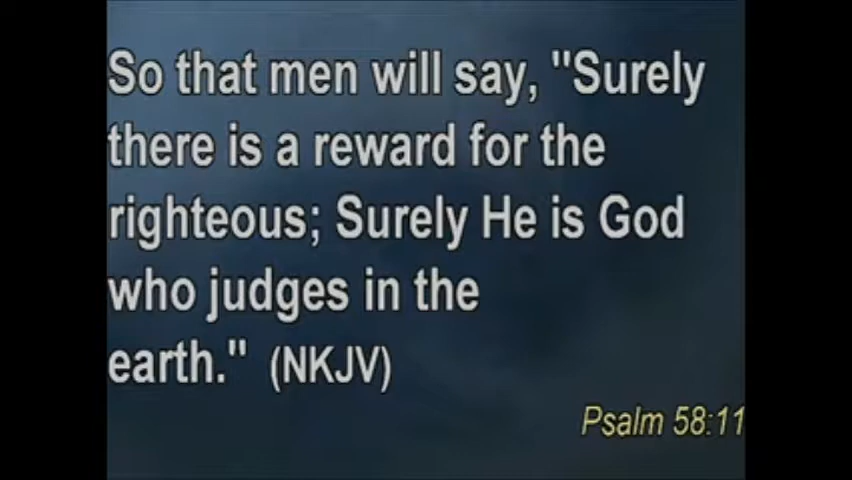 So that men will say, "Surely
there is a reward for the
righteous; Surely He is God
who judges in the
earth." (NKJV)
Psalm 58:11